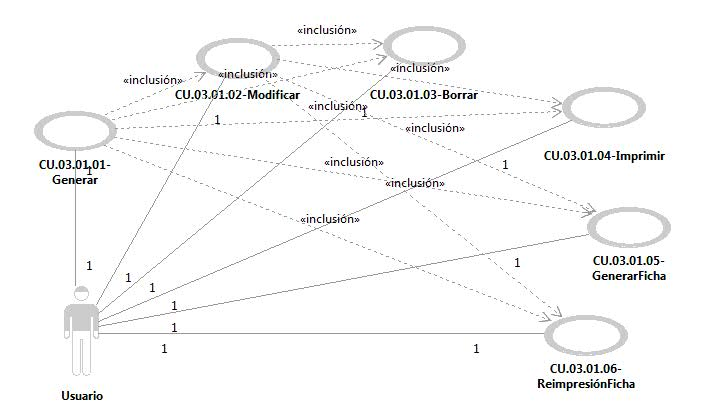 «inclusión»
«inclusión»
«inclusión»
«inclusión»
CU.03.01.02-Modificar
CU.03.01.03-Borrar
«inclusión»
1
1
«inclusión»
CU.03.01.04-Imprimir
CU.03.01.01-
Generar
1
«inclusión»
1
«inclusión»
«inclusión»
1
CU.03.01.05-
GenerarFicha
1
1
1
1
1
1
1
CU.03.01.06-
ReimpresiónFicha
Usuario